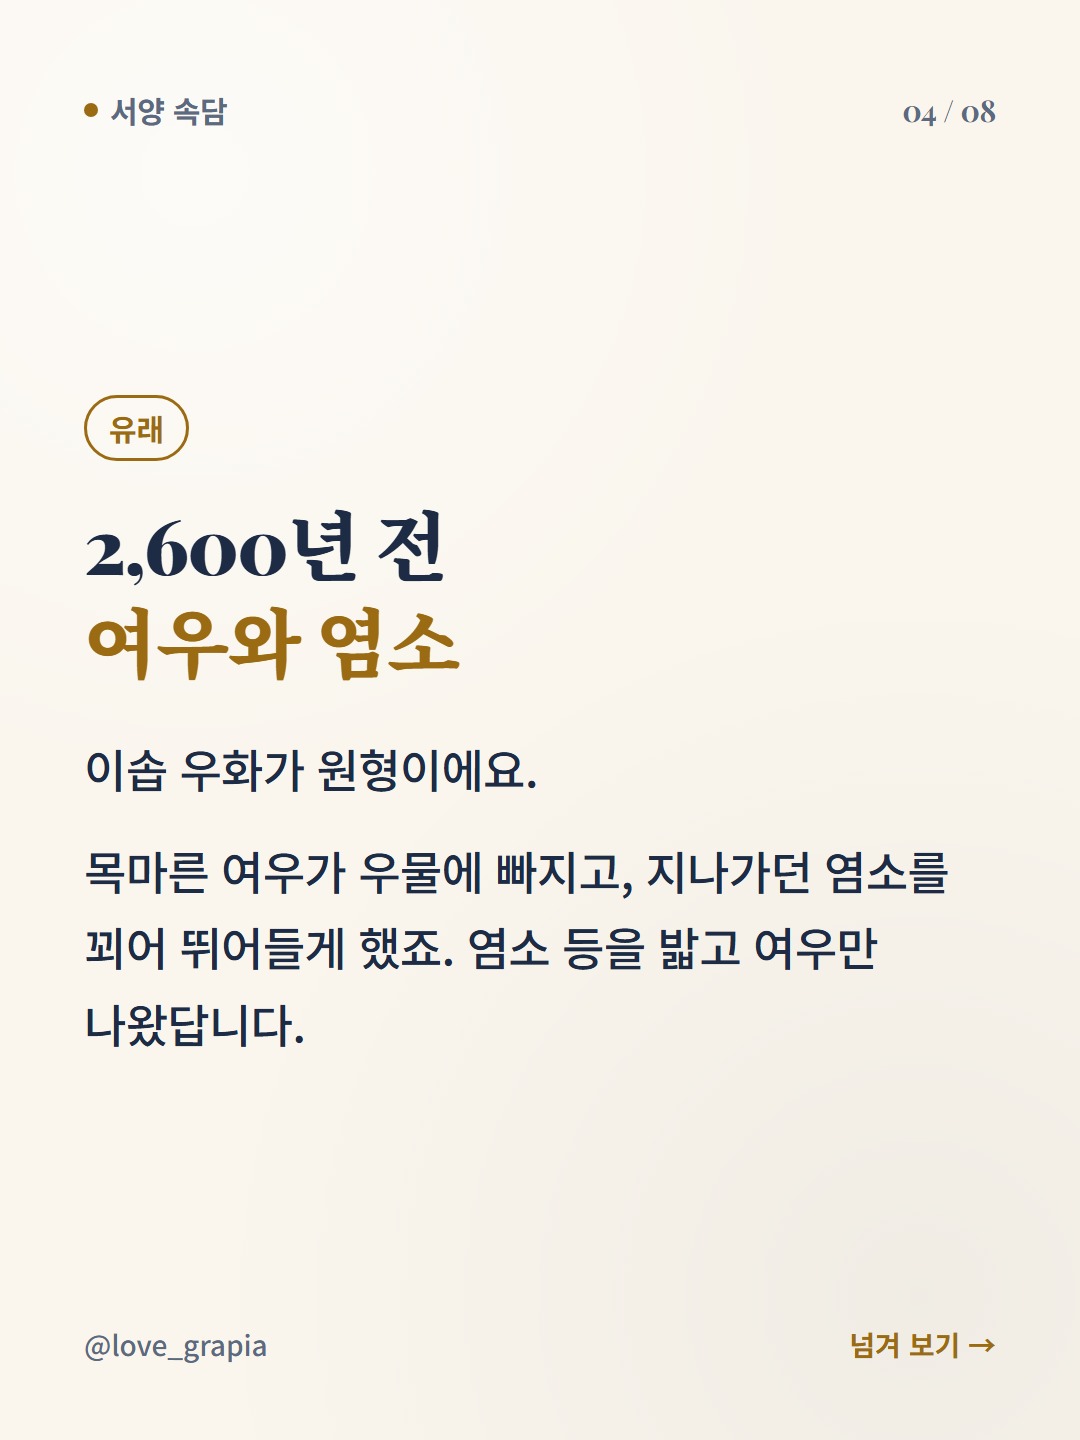 서양 속담
04 / 08
유래
2,600년 전
여우와 염소
이솝 우화가 원형이에요.
목마른 여우가 우물에 빠지고, 지나가던 염소를
꾀어 뛰어들게 했죠. 염소 등을 밟고 여우만
나왔답니다.
@love_grapia
넘겨 보기 →